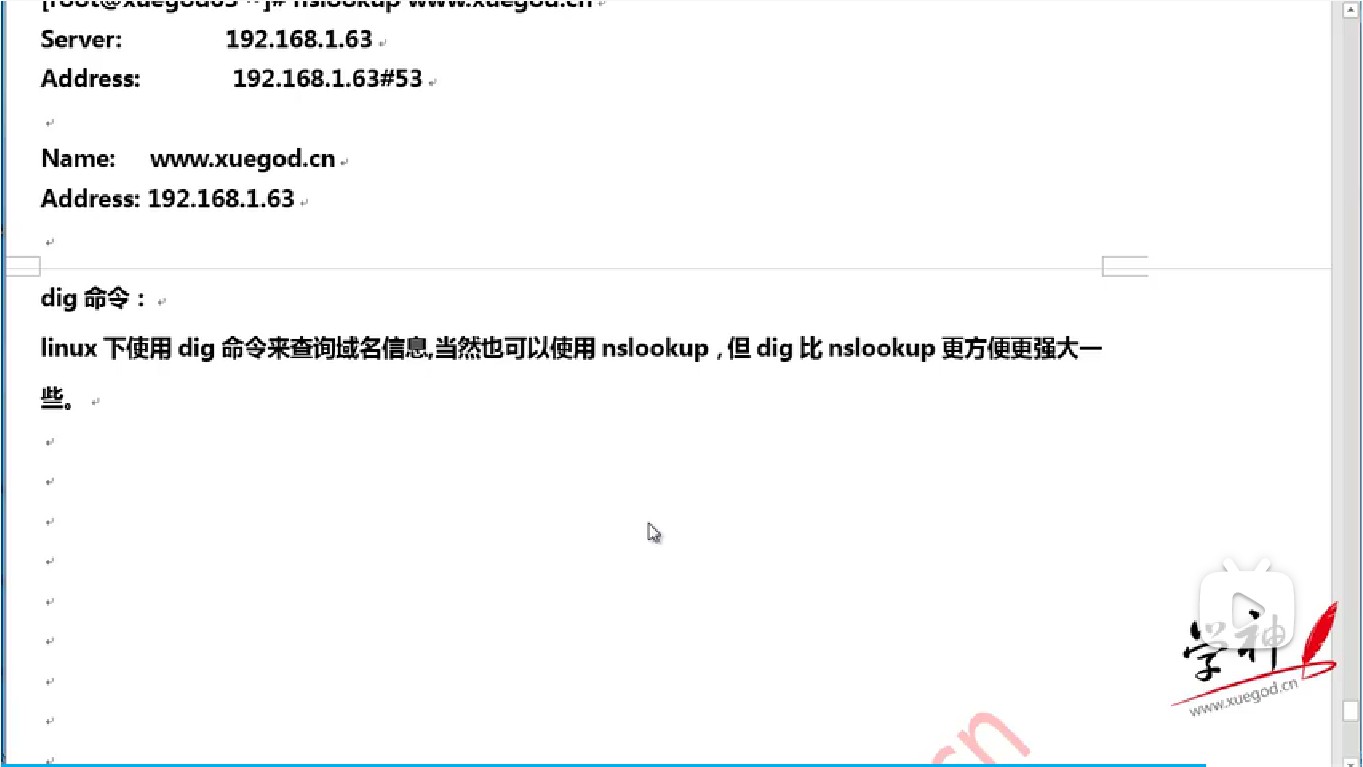 [root@xuegod63 ~]# nslookup www.xuegod.cn
Server: 192.168.1.63
Address: 192.168.1.63#53
Name: www.xuegod.cn
Address: 192.168.1.63
dig 命令：
linux 下使用 dig 命令来查询域名信息,当然也可以使用 nslookup , 但 dig 比 nslookup 更方便更强大一
些。
学神
www.xuegod.cn
cn